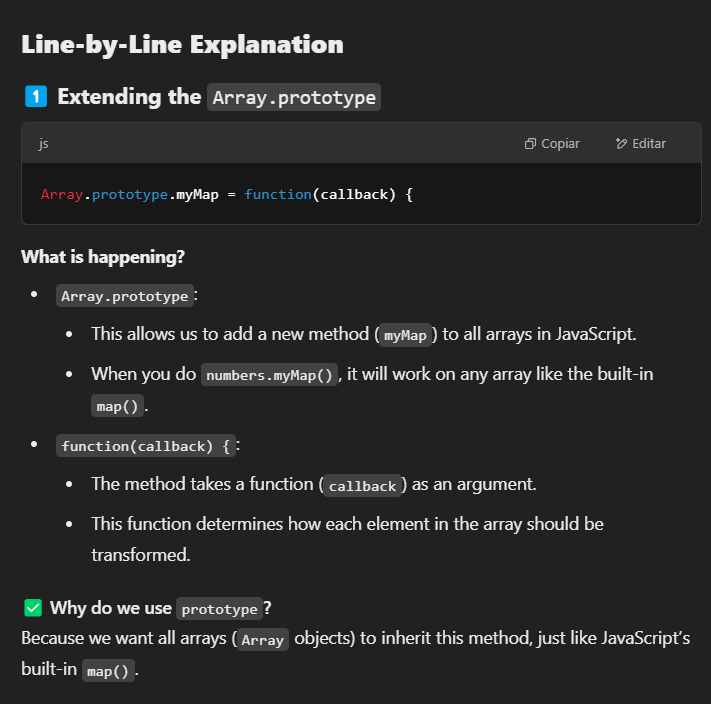 Line-by-Line Explanation
1 Extending the Array.prototype
js Copiar Editar
Array.prototype.myMap = function(callback) {
What is happening?
• Array.prototype:
• This allows us to add a new method (myMap) to all arrays in JavaScript.
• When you do numbers.myMap(), it will work on any array like the built-in
map().
• function(callback) {:
• The method takes a function (callback) as an argument.
• This function determines how each element in the array should be
transformed.
✅ Why do we use prototype?
Because we want all arrays (Array objects) to inherit this method, just like JavaScript’s
built-in map().